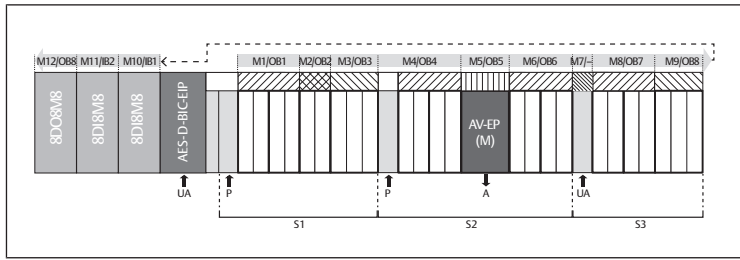 M12/OB8 M11/IB2 M10/IB1 M1/OB1 M2/OB2 M3/OB3 M4/OB4 M5/OB5 M6/OB6 M7/– M8/OB7 M9/OB8
8DO8M8
8DI8M8
8DI8M8
AES-D-BIC-EIP
AV-EP
(M)
UA P P A UA
S1 S2 S3